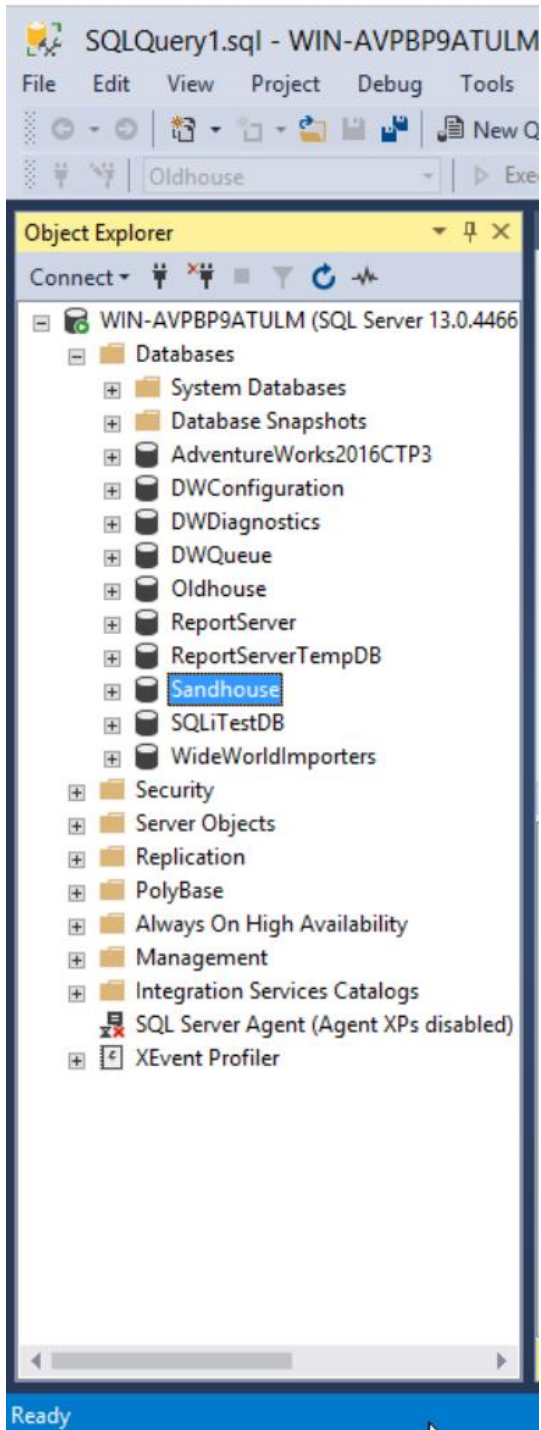 SQLQuery1.sql - WIN-AVPBP9ATULM
File Edit View Project Debug Tools
New Q
Oldhouse Exe
Object Explorer
Connect
WIN-AVPBP9ATULM (SQL Server 13.0.4466
Databases
System Databases
Database Snapshots
AdventureWorks2016CTP3
DWConfiguration
DWDiagnostics
DWQueue
Oldhouse
ReportServer
ReportServerTempDB
Sandhouse
SQLiTestDB
WideWorldImporters
Security
Server Objects
Replication
PolyBase
Always On High Availability
Management
Integration Services Catalogs
SQL Server Agent (Agent XPs disabled)
XEvent Profiler
Ready